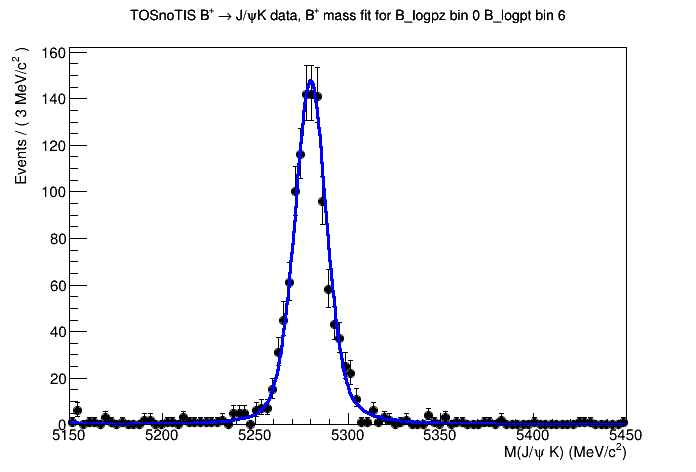 TOSnoTIS B⁺ → J/ψK data, B⁺ mass fit for B_logpz bin 0 B_logpt bin 6
Events / ( 3 MeV/c² )
160
140
120
100
80
60
40
20
0
5150 5200 5250 5300 5350 5400 5450
M(J/ψ K) (MeV/c²)